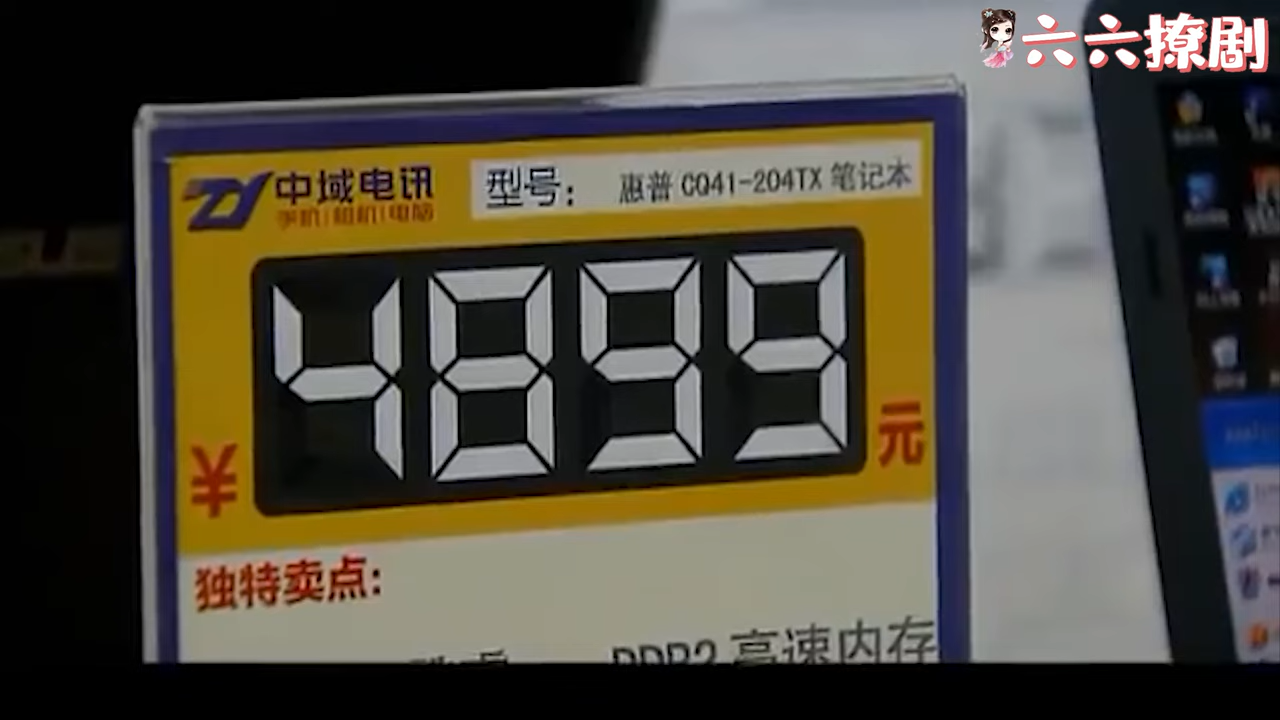 六六撩剧
中域电讯
手机|相机|电脑
型号: 惠普 CQ41-204TX 笔记本
¥ 4899 元
独特卖点:
DDR2 高速内存